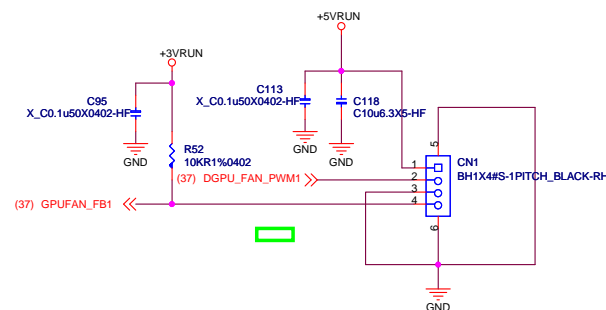 +5VRUN
+3VRUN
C95
X_C0.1u50X0402-HF
C113
X_C0.1u50X0402-HF
C118
C10u6.3X5-HF
GND
GND
GND
R52
10KR1%0402
(37) DGPU_FAN_PWM1
(37) GPUFAN_FB1
5
1
2
3
4
6
CN1
BH1X4#S-1PITCH_BLACK-RH
GND